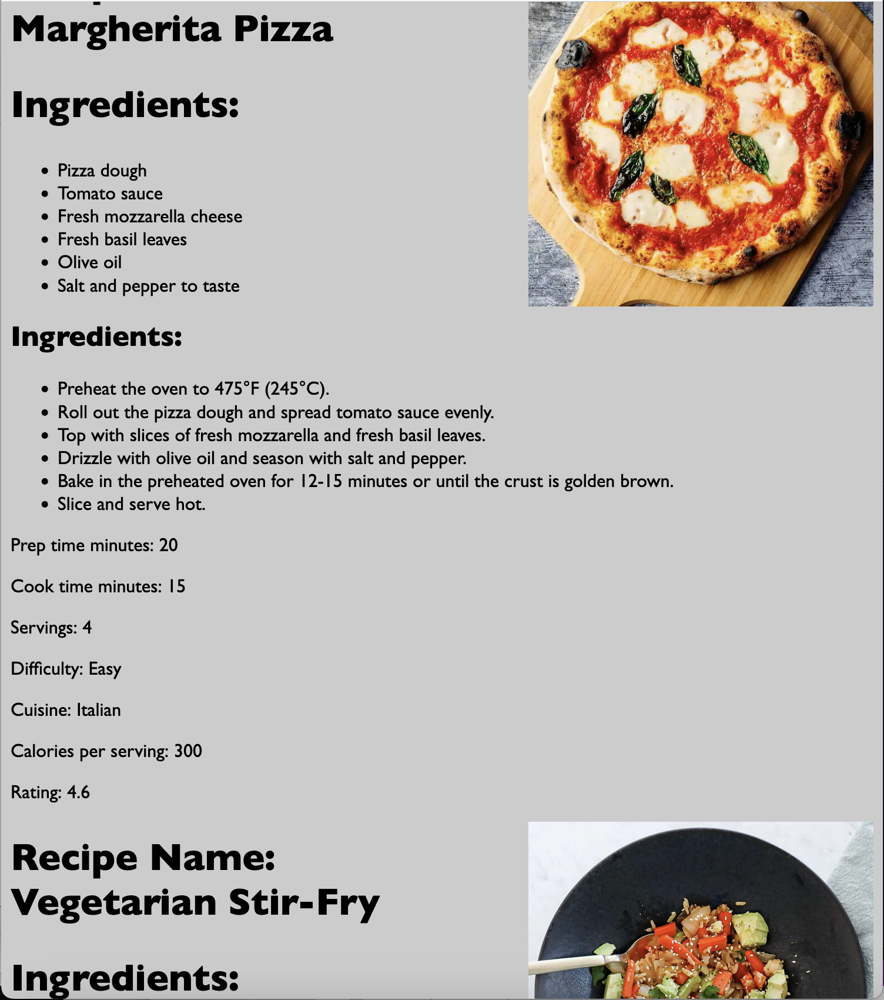 Margherita Pizza
Ingredients:
• Pizza dough
• Tomato sauce
• Fresh mozzarella cheese
• Fresh basil leaves
• Olive oil
• Salt and pepper to taste
Ingredients:
• Preheat the oven to 475°F (245°C).
• Roll out the pizza dough and spread tomato sauce evenly.
• Top with slices of fresh mozzarella and fresh basil leaves.
• Drizzle with olive oil and season with salt and pepper.
• Bake in the preheated oven for 12-15 minutes or until the crust is golden brown.
• Slice and serve hot.
Prep time minutes: 20
Cook time minutes: 15
Servings: 4
Difficulty: Easy
Cuisine: Italian
Calories per serving: 300
Rating: 4.6
Recipe Name:
Vegetarian Stir-Fry
Ingredients: